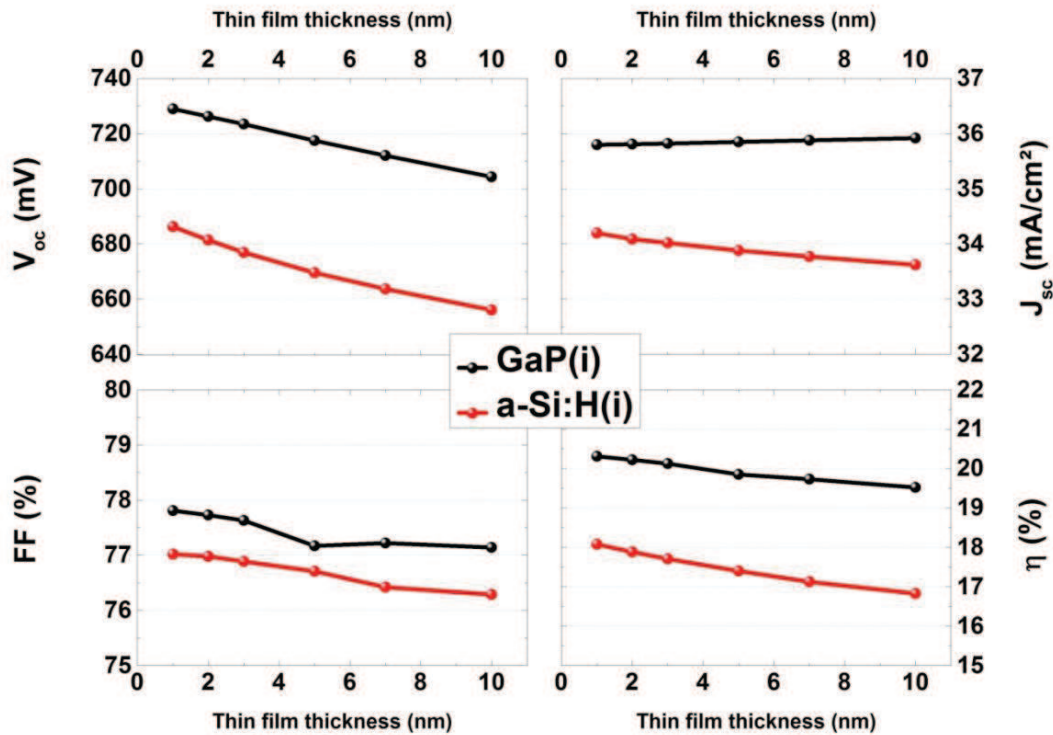 Thin film thickness (nm)
Thin film thickness (nm)
0 2 4 6 8 10
0 2 4 6 8 10
740
720
700
680
660
640
V_oc (mV)
37
36
35
34
33
32
J_sc (mA/cm²)
GaP(i)
a-Si:H(i)
80
79
78
77
76
75
FF (%)
22
21
20
19
18
17
16
15
η (%)
0 2 4 6 8 10
0 2 4 6 8 10
Thin film thickness (nm)
Thin film thickness (nm)